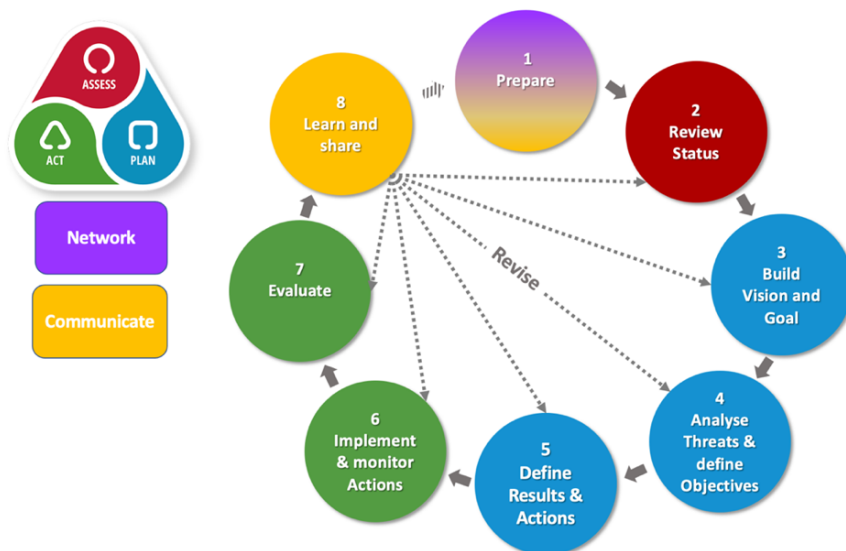 ASSESS
ACT
PLAN
Network
Communicate
1
Prepare
2
Review
Status
3
Build
Vision and
Goal
4
Analyse
Threats &
define
Objectives
5
Define
Results &
Actions
6
Implement
& monitor
Actions
7
Evaluate
8
Learn and
share
Revise